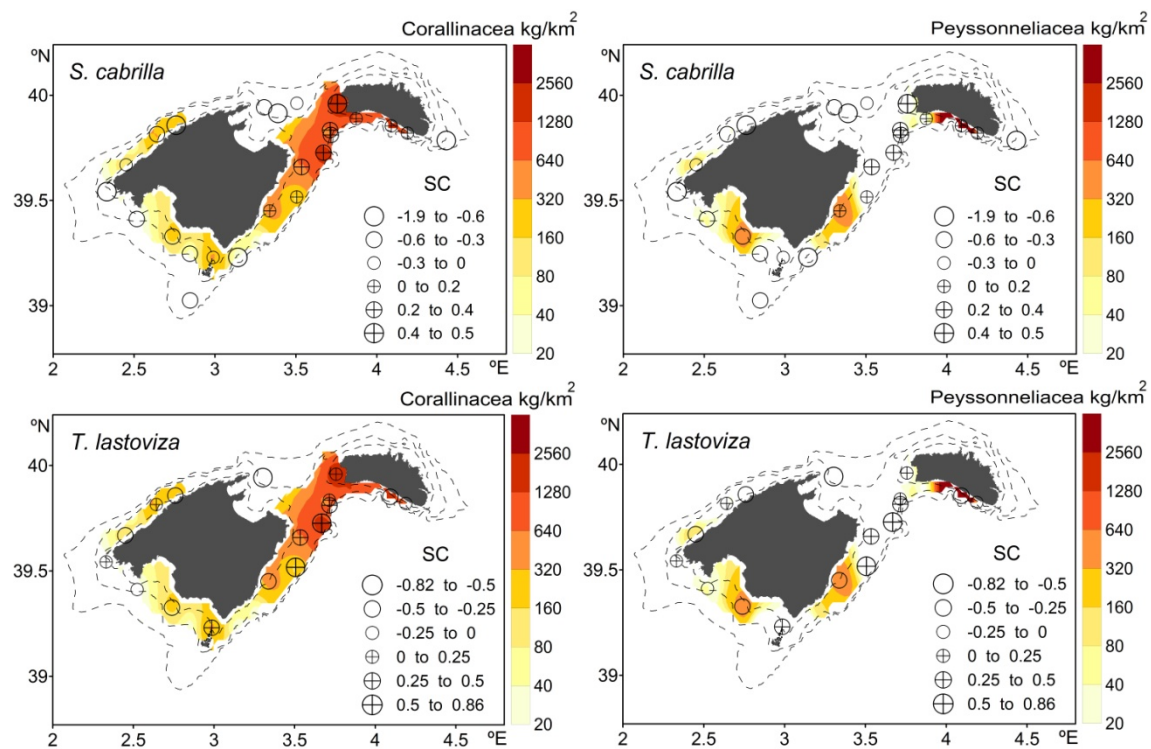 Corallinacea kg/km²
ºN
S. cabrilla
40
39.5
39
2
2.5
3
3.5
4
4.5
ºE
SC
-1.9 to -0.6
-0.6 to -0.3
-0.3 to 0
0 to 0.2
0.2 to 0.4
0.4 to 0.5
2560
1280
640
320
160
80
40
20
Peyssonneliacea kg/km²
ºN
S. cabrilla
40
39.5
39
2
2.5
3
3.5
4
4.5
ºE
SC
-1.9 to -0.6
-0.6 to -0.3
-0.3 to 0
0 to 0.2
0.2 to 0.4
0.4 to 0.5
2560
1280
640
320
160
80
40
20
Corallinacea kg/km²
ºN
T. lastoviza
40
39.5
39
2
2.5
3
3.5
4
4.5
ºE
SC
-0.82 to -0.5
-0.5 to -0.25
-0.25 to 0
0 to 0.25
0.25 to 0.5
0.5 to 0.86
2560
1280
640
320
160
80
40
20
Peyssonneliacea kg/km²
ºN
T. lastoviza
40
39.5
39
2
2.5
3
3.5
4
4.5
ºE
SC
-0.82 to -0.5
-0.5 to -0.25
-0.25 to 0
0 to 0.25
0.25 to 0.5
0.5 to 0.86
2560
1280
640
320
160
80
40
20